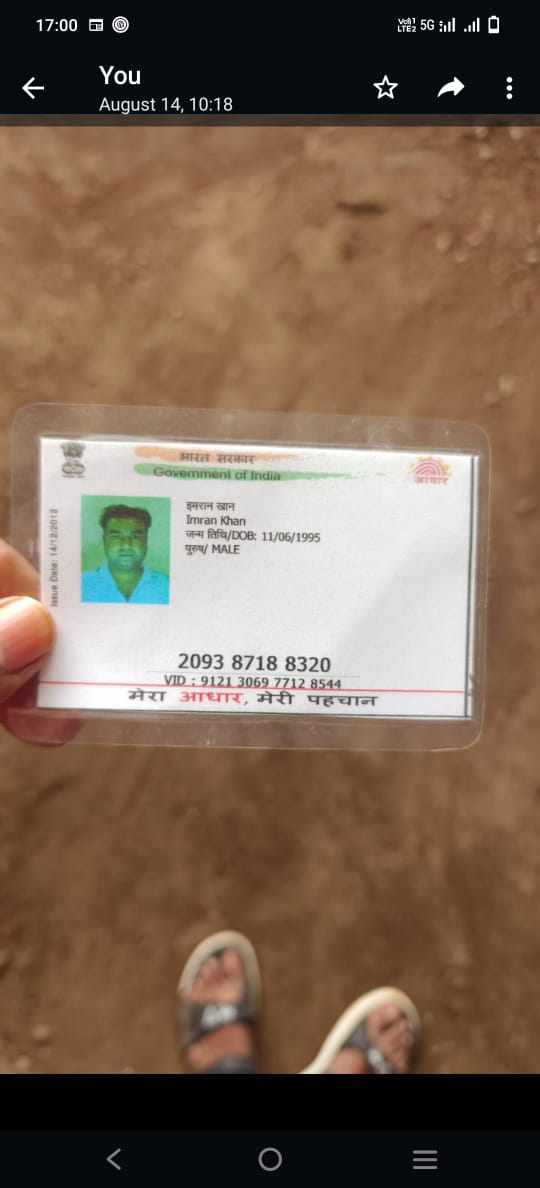 17:00
Vo))1 LTE2 5G
You
August 14, 10:18
भारत सरकार
Government of India
आधार
Issue Date: 14/12/2012
इमरान खान
Imran Khan
जन्म तिथि/DOB: 11/06/1995
पुरुष/ MALE
2093 8718 8320
VID : 9121 3069 7712 8544
मेरा आधार, मेरी पहचान